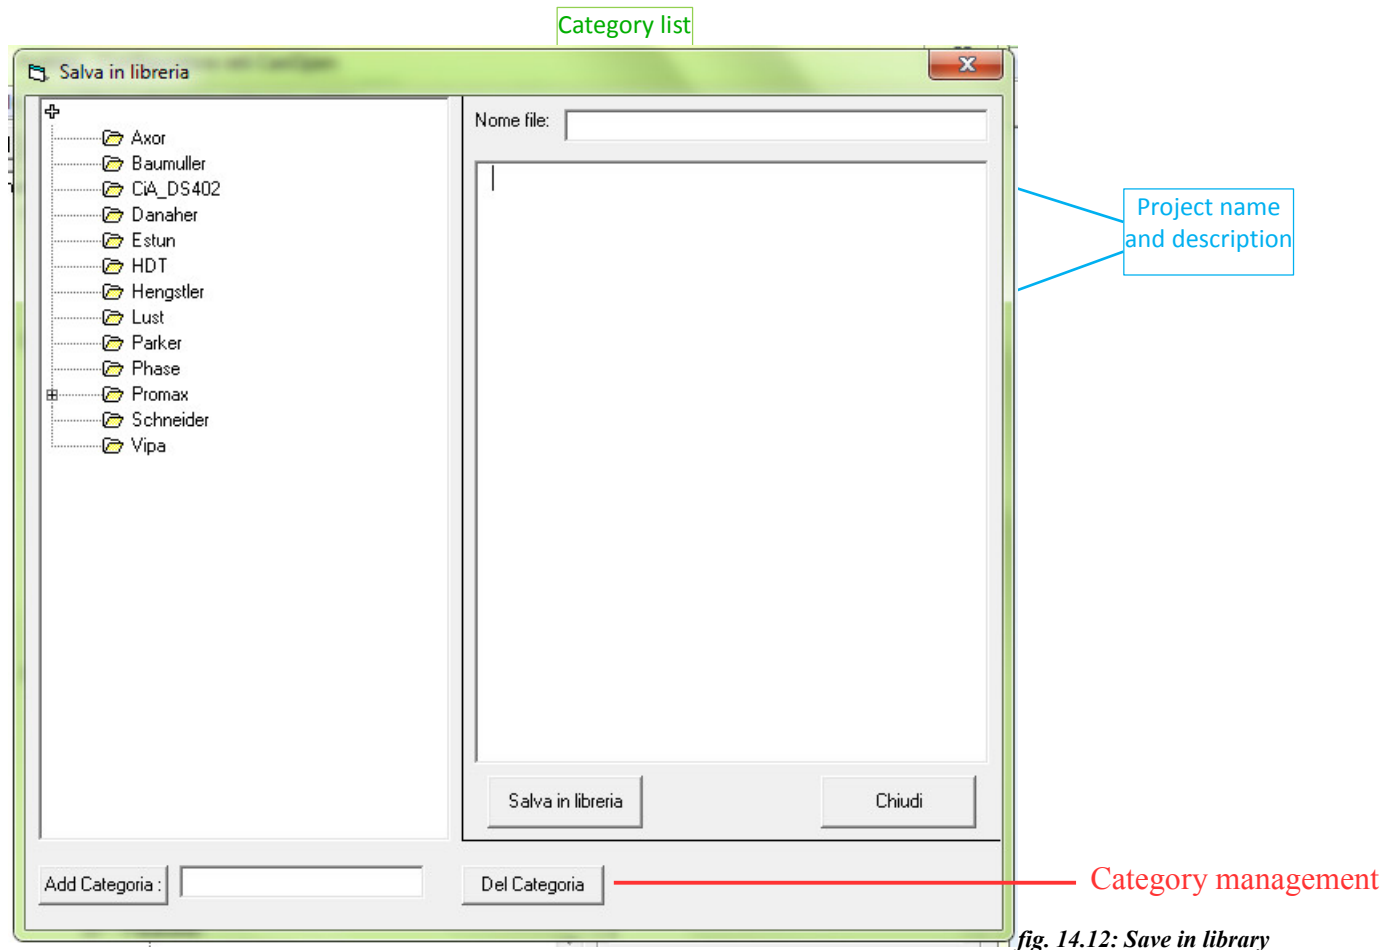 Category list
Salva in libreria
Axor
Baumuller
CiA_DS402
Danaher
Estun
HDT
Hengstler
Lust
Parker
Phase
Promax
Schneider
Vipa
Nome file:
Project name
and description
Salva in libreria
Chiudi
Add Categoria :
Del Categoria
Category management
fig. 14.12: Save in library